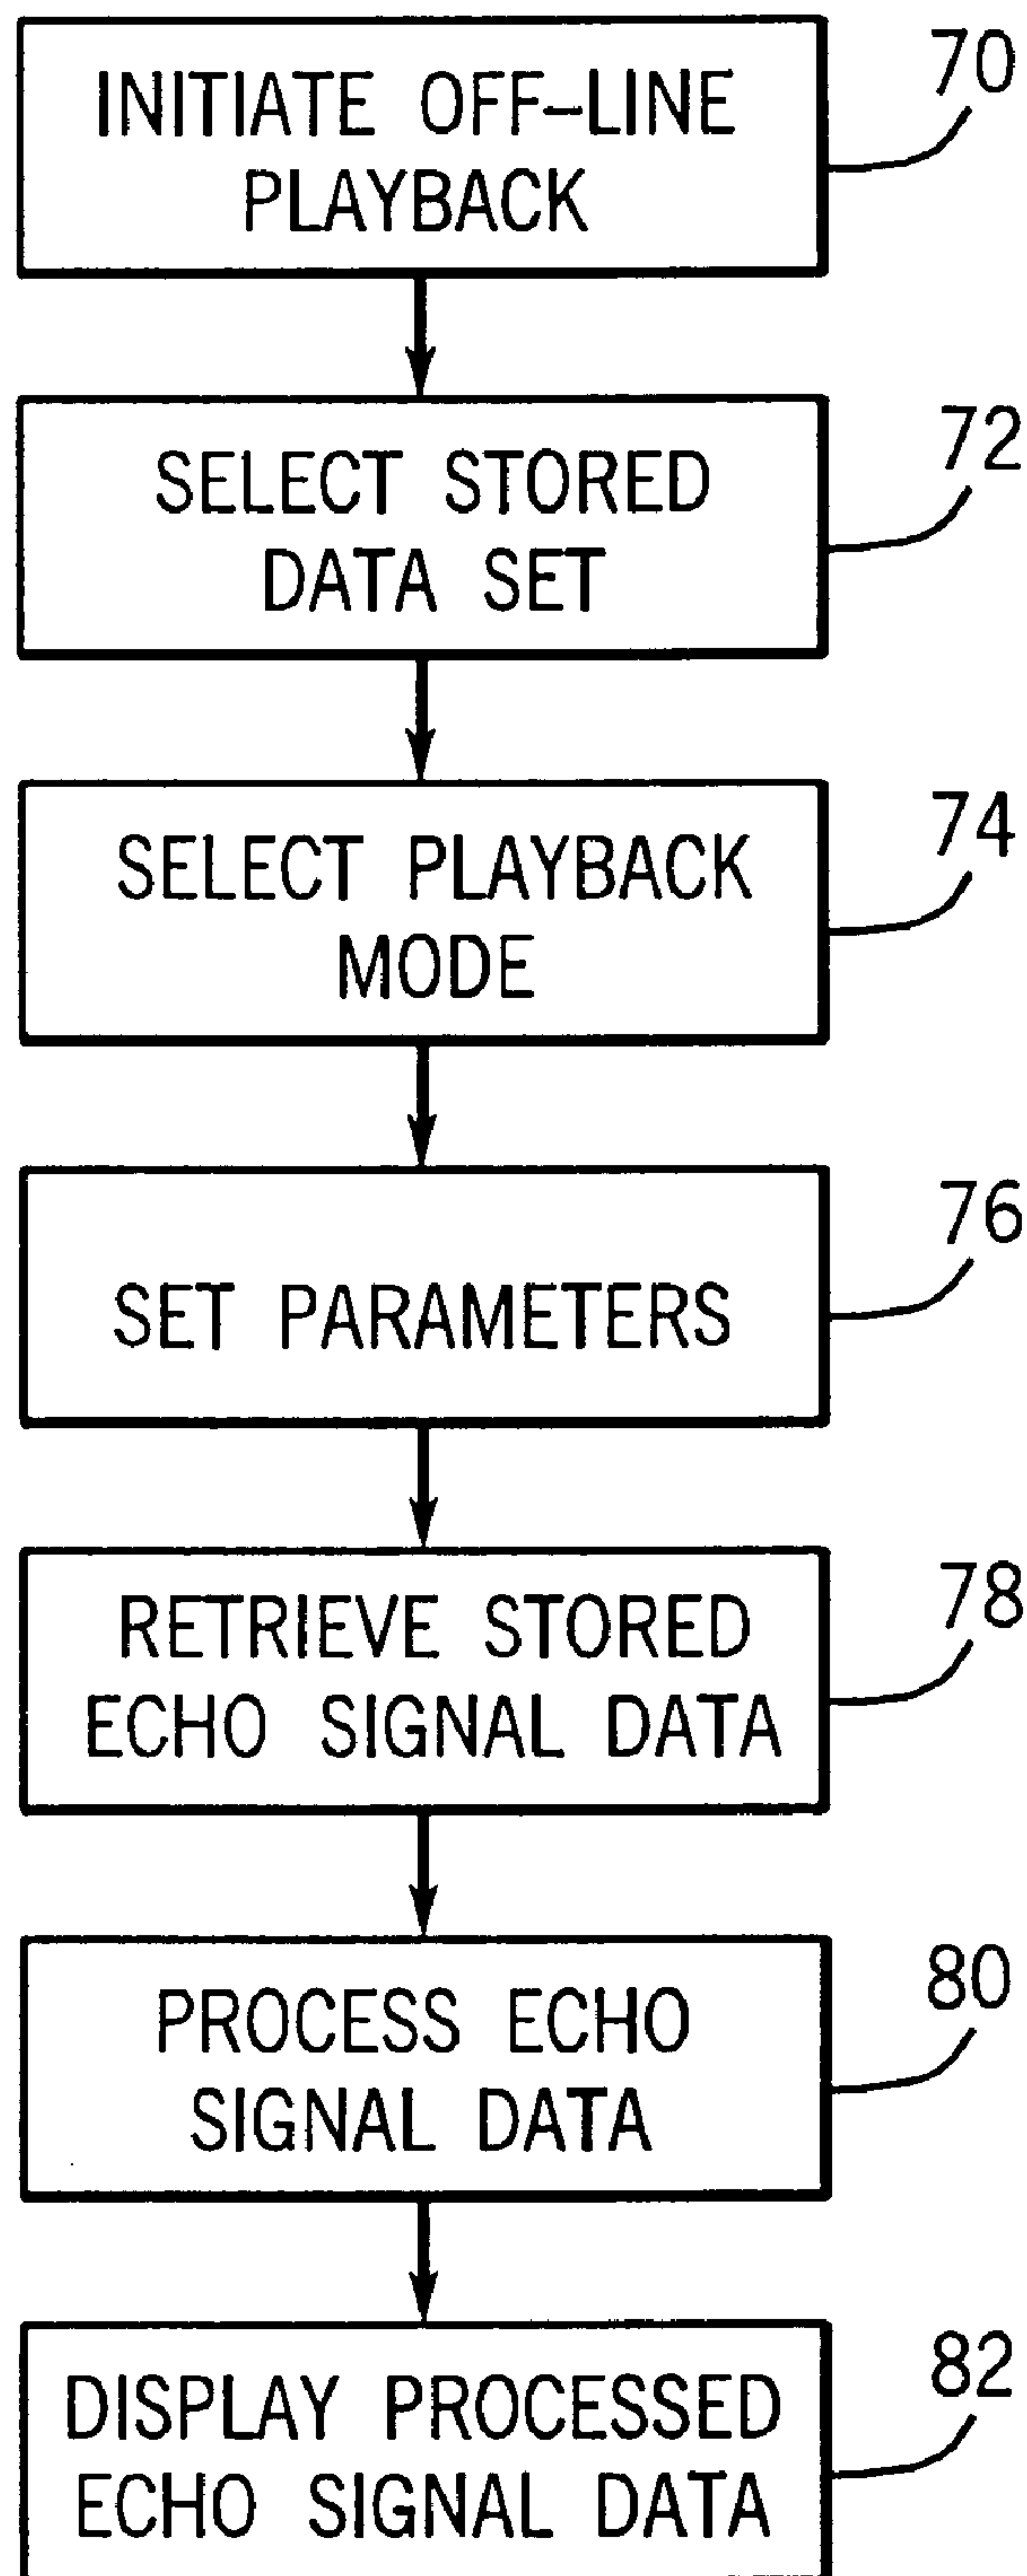 INITIATE OFF-LINE
PLAYBACK
70
SELECT STORED
DATA SET
72
SELECT PLAYBACK
MODE
74
SET PARAMETERS
76
RETRIEVE STORED
ECHO SIGNAL DATA
78
PROCESS ECHO
SIGNAL DATA
80
DISPLAY PROCESSED
ECHO SIGNAL DATA
82